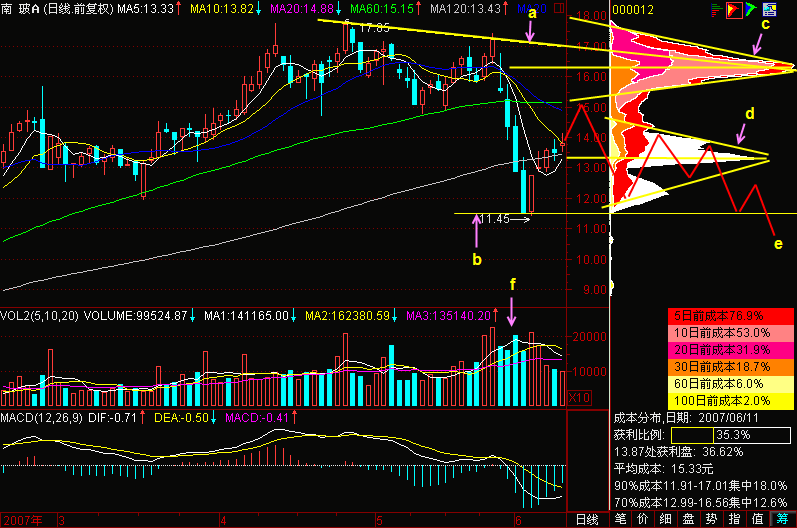 南 玻A (日线.前复权) MA5:13.33↑ MA10:13.82↓ MA20:14.88↓ MA60:15.15↑ MA120:13.43↑
000012
18.00
17.00
16.00
15.00
14.00
13.00
12.00
11.00
10.00
9.00
17.85
11.45→
a
b
c
d
e
f
VOL2(5,10,20) VOLUME:99524.87↓ MA1:141165.00↓ MA2:162380.59↓ MA3:135140.20↑
20000
10000
X10
MACD(12,26,9) DIF:-0.71↑ DEA:-0.50↓ MACD:-0.41↑
5日前成本76.9%
10日前成本53.0%
20日前成本31.9%
30日前成本18.7%
60日前成本6.0%
100日前成本2.0%
成本分布,日期: 2007/06/11
获利比例: 35.3%
13.87处获利盘: 36.62%
平均成本: 15.33元
90%成本11.91-17.01集中18.0%
70%成本12.99-16.56集中12.6%
2007年 3 4 5 6 日线 笔 价 细 盘 势 指 值 筹